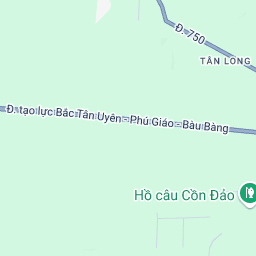 Đ. 750
TÂN LONG
Đ. tạo lực Bắc Tân Uyên - Phú Giáo - Bàu Bàng
Hồ câu Cồn Đảo